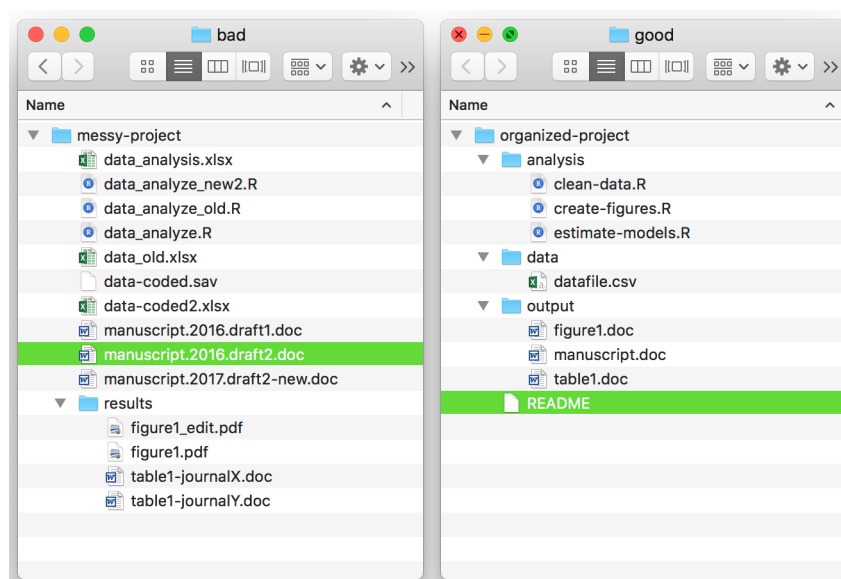 bad
Name
messy-project
data_analysis.xlsx
data_analyze_new2.R
data_analyze_old.R
data_analyze.R
data_old.xlsx
data-coded.sav
data-coded2.xlsx
manuscript.2016.draft1.doc
manuscript.2016.draft2.doc
manuscript.2017.draft2-new.doc
results
figure1_edit.pdf
figure1.pdf
table1-journalX.doc
table1-journalY.doc
good
Name
organized-project
analysis
clean-data.R
create-figures.R
estimate-models.R
data
datafile.csv
output
figure1.doc
manuscript.doc
table1.doc
README